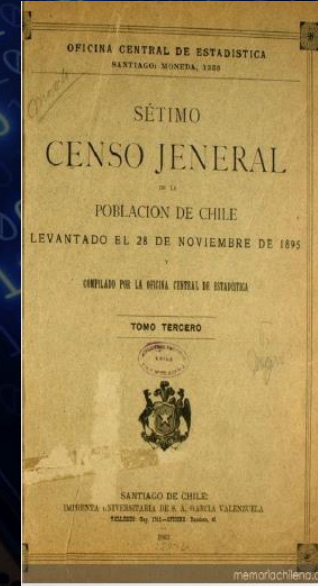 OFICINA CENTRAL DE ESTADISTICA
SANTIAGO: MONEDA, 1338
SÉTIMO
CENSO JENERAL
DE LA
POBLACION DE CHILE
LEVANTADO EL 28 DE NOVIEMBRE DE 1895
Y
COMPILADO POR LA OFICINA CENTRAL DE ESTADISTICA
TOMO TERCERO
CHILE
SANTIAGO DE CHILE:
IMPRENTA UNIVERSITARIA DE S. A. GARCIA VALENZUELA
memoriachilena.